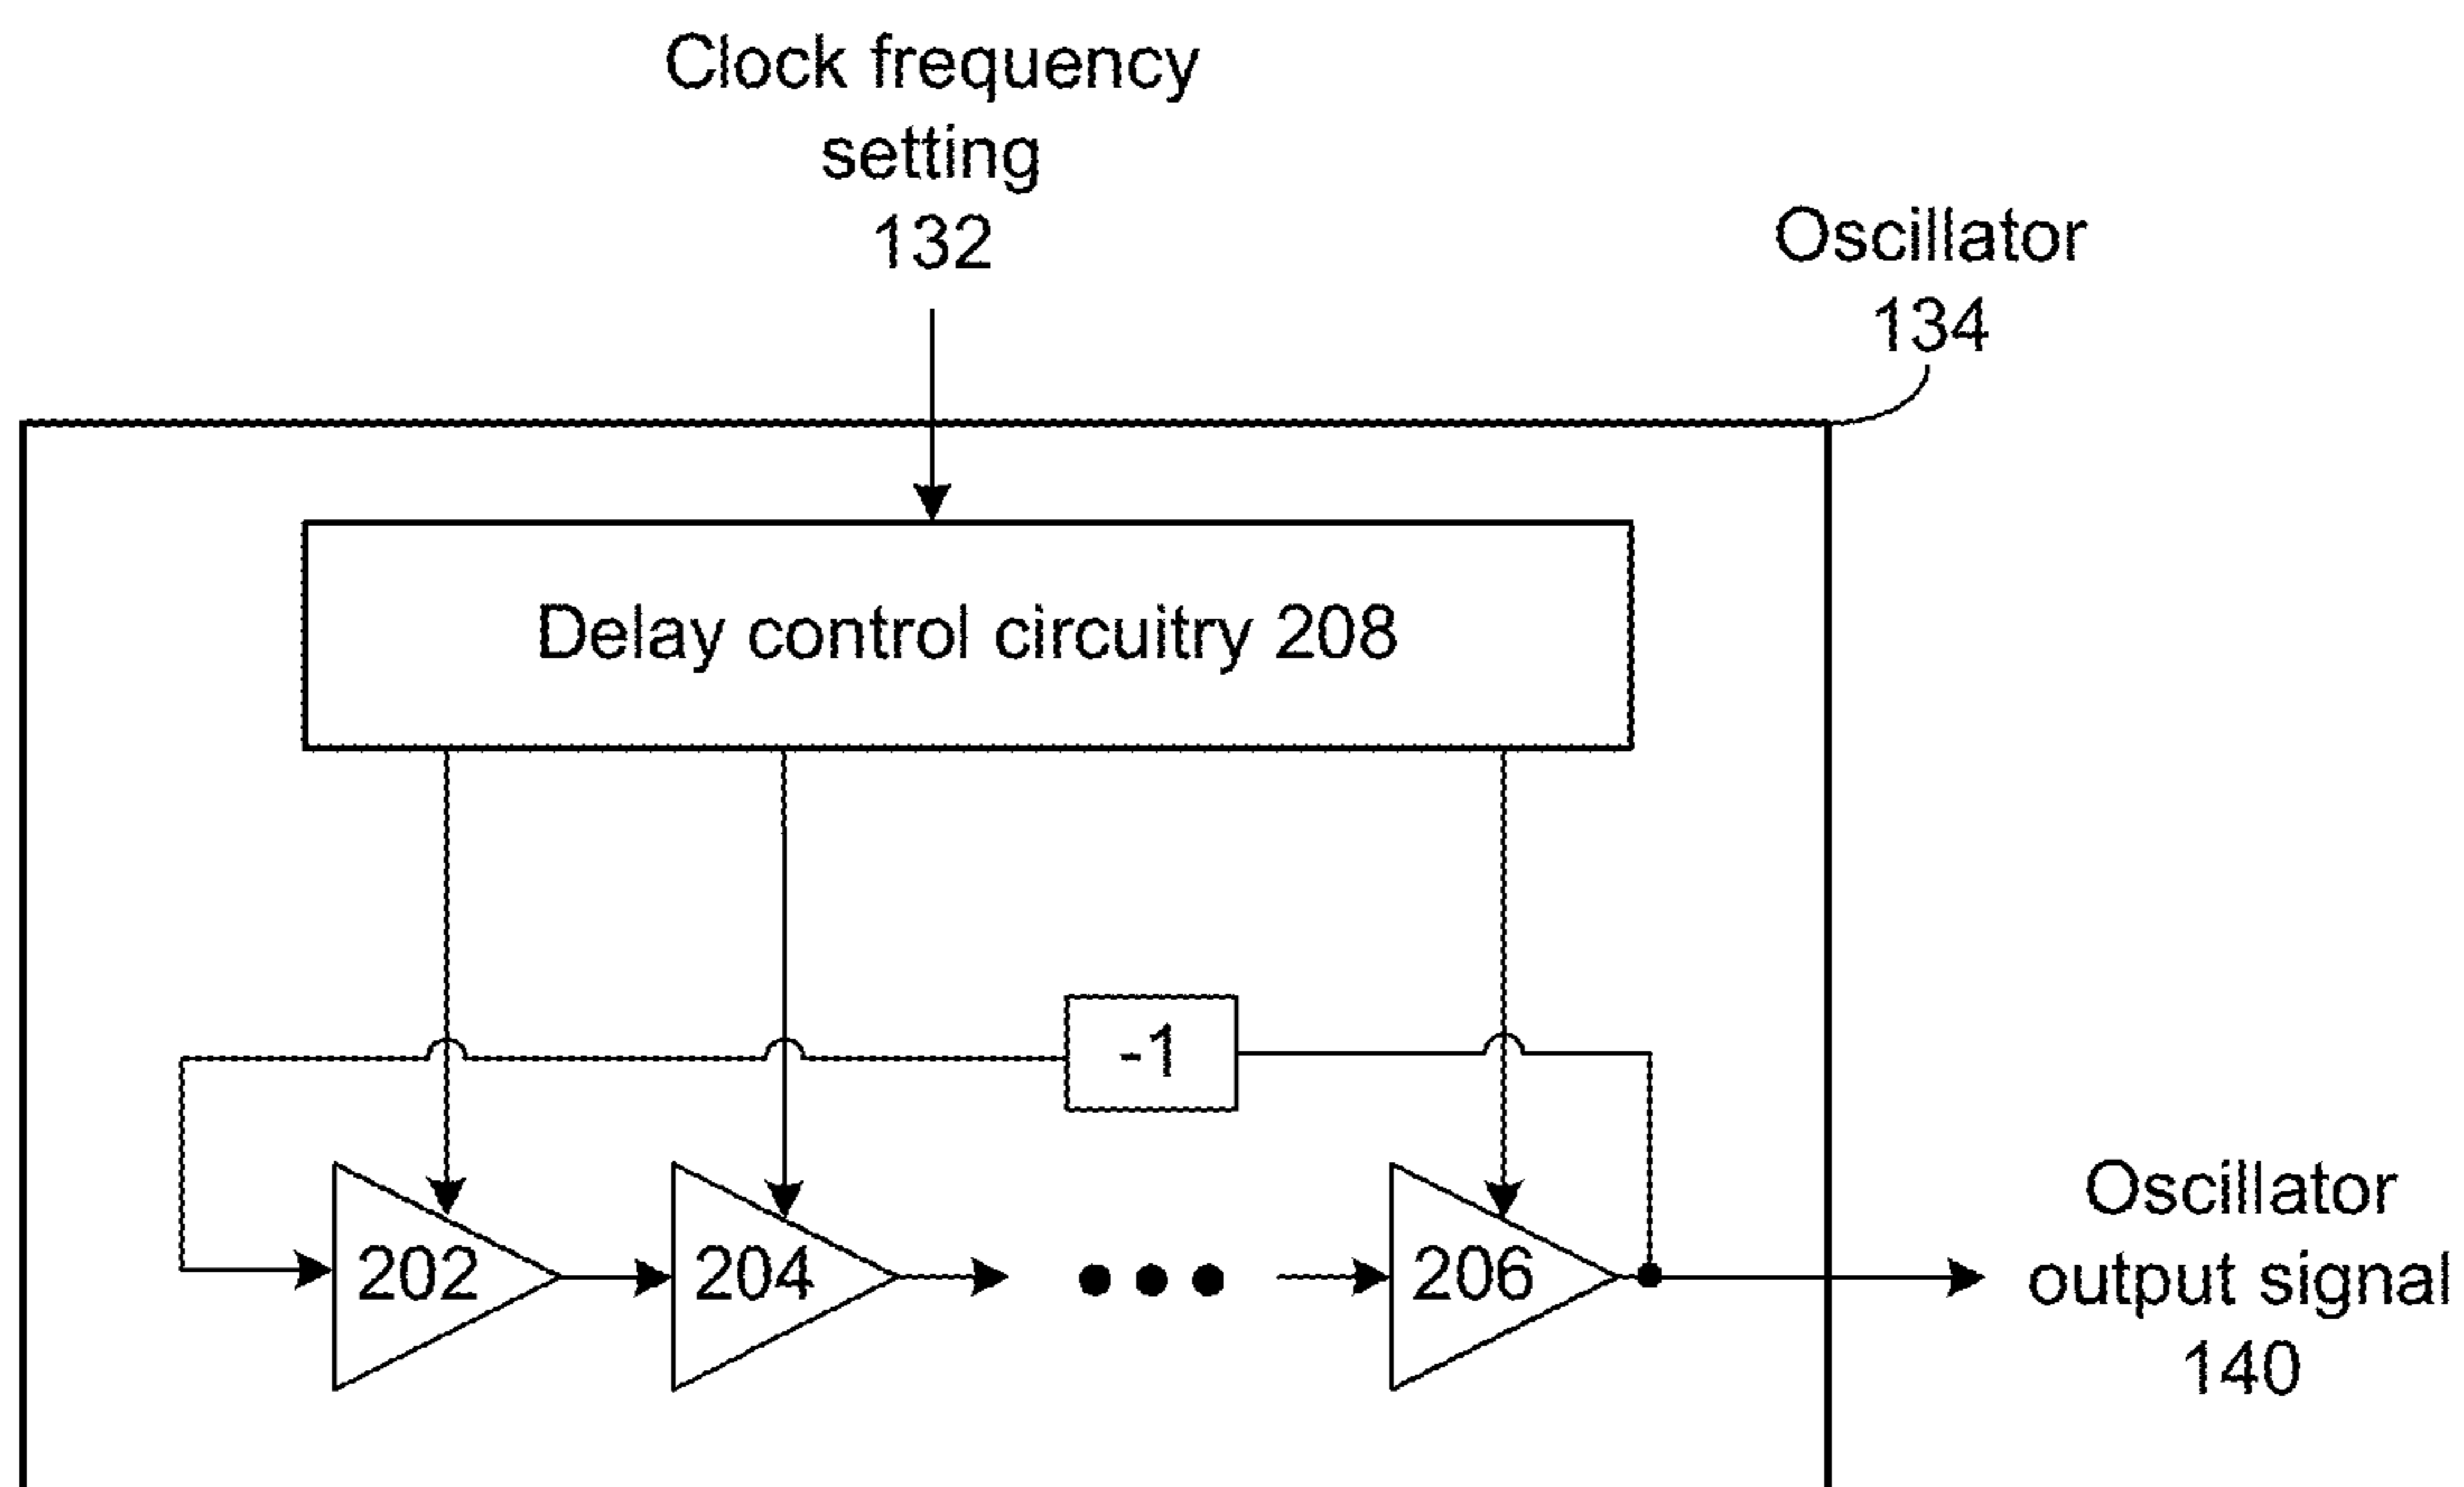 Clock frequency
setting
132
Oscillator
134
Delay control circuitry 208
-1
202
204
206
Oscillator
output signal
140